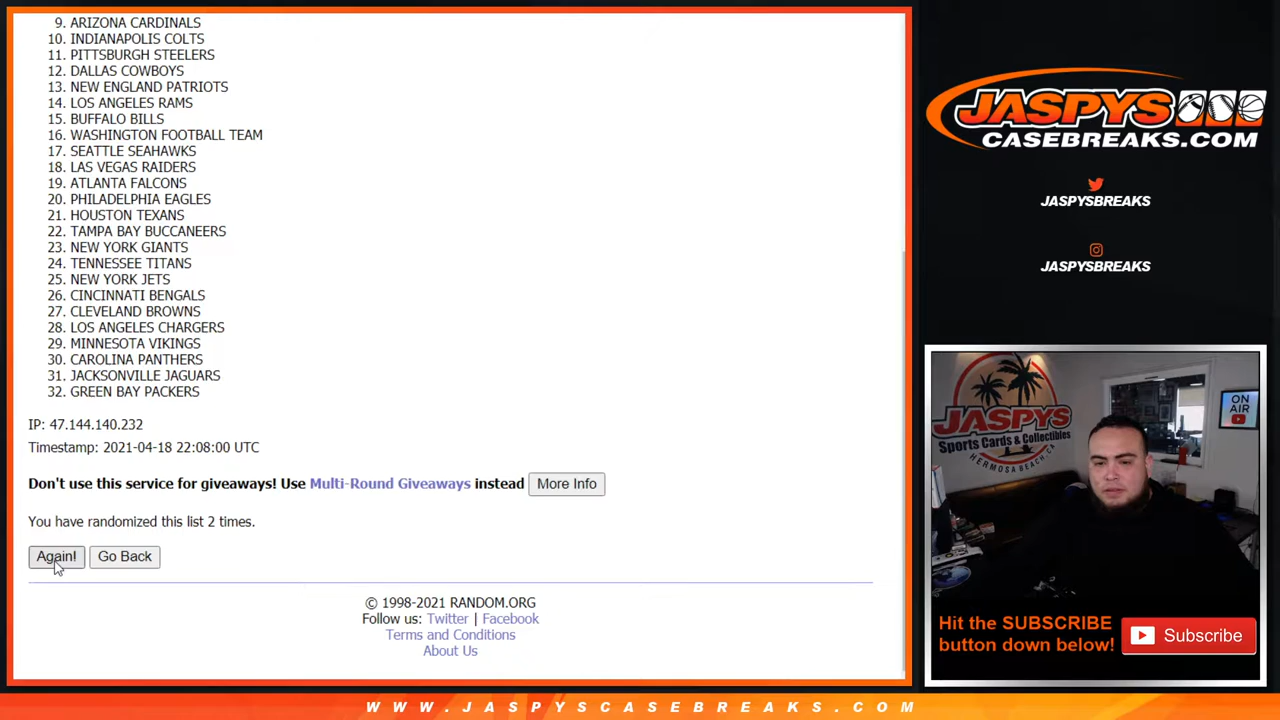 9. ARIZONA CARDINALS
10. INDIANAPOLIS COLTS
11. PITTSBURGH STEELERS
12. DALLAS COWBOYS
13. NEW ENGLAND PATRIOTS
14. LOS ANGELES RAMS
15. BUFFALO BILLS
16. WASHINGTON FOOTBALL TEAM
17. SEATTLE SEAHAWKS
18. LAS VEGAS RAIDERS
19. ATLANTA FALCONS
20. PHILADELPHIA EAGLES
21. HOUSTON TEXANS
22. TAMPA BAY BUCCANEERS
23. NEW YORK GIANTS
24. TENNESSEE TITANS
25. NEW YORK JETS
26. CINCINNATI BENGALS
27. CLEVELAND BROWNS
28. LOS ANGELES CHARGERS
29. MINNESOTA VIKINGS
30. CAROLINA PANTHERS
31. JACKSONVILLE JAGUARS
32. GREEN BAY PACKERS
IP: 47.144.140.232
Timestamp: 2021-04-18 22:08:00 UTC
Don't use this service for giveaways! Use Multi-Round Giveaways instead More Info
You have randomized this list 2 times.
Again! Go Back
© 1998-2021 RANDOM.ORG
Follow us: Twitter | Facebook
Terms and Conditions
About Us
JASPYS
CASEBREAKS.COM
JASPYSBREAKS
JASPYSBREAKS
JASPYS
Sports Cards & Collectibles
HERMOSA BEACH, CA
ON
AIR
Hit the SUBSCRIBE
button down below!
Subscribe
WWW.JASPYSCASEBREAKS.COM